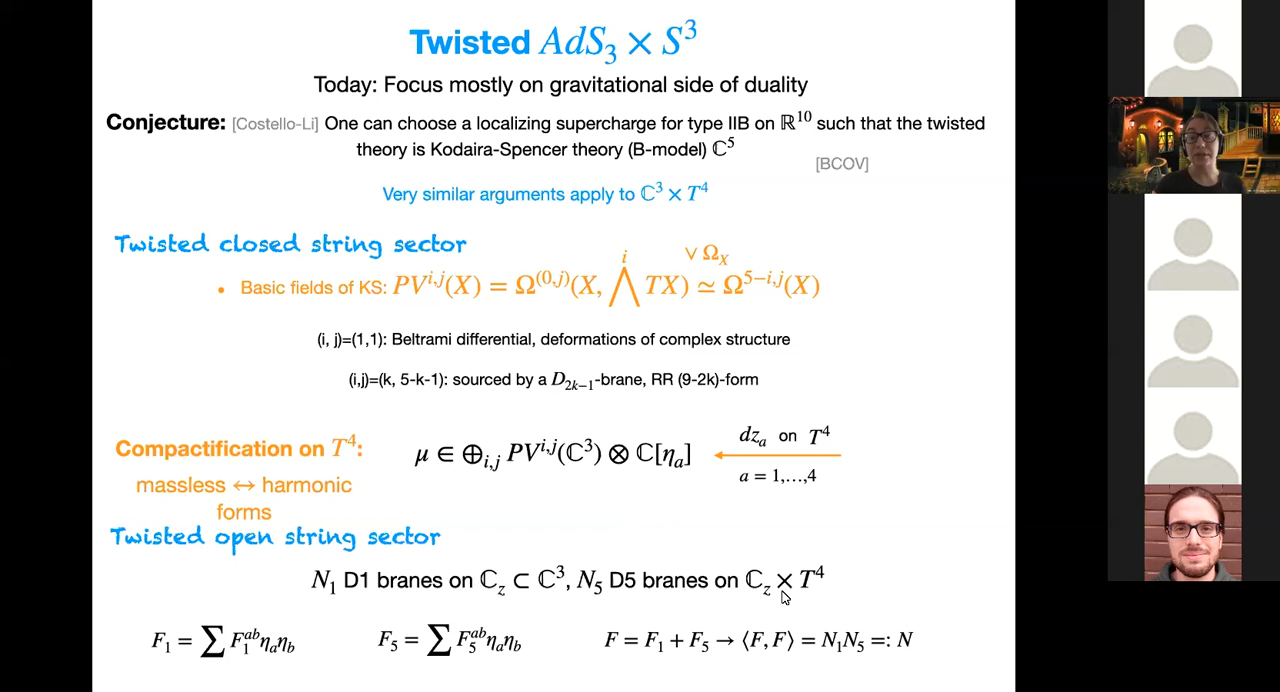 Twisted AdS₃ × S³
Today: Focus mostly on gravitational side of duality
Conjecture: [Costello-Li] One can choose a localizing supercharge for type IIB on ℝ¹⁰ such that the twisted
theory is Kodaira-Spencer theory (B-model) ℂ⁵
[BCOV]
Very similar arguments apply to ℂ³ × T⁴
Twisted closed string sector
• Basic fields of KS: PV^{i,j}(X) = Ω^{(0,j)}(X, ⋀^i TX) ≃^{∨ Ω_X} Ω^{5−i,j}(X)
(i, j)=(1,1): Beltrami differential, deformations of complex structure
(i,j)=(k, 5-k-1): sourced by a D_{2k−1}-brane, RR (9-2k)-form
Compactification on T⁴:
massless ↔ harmonic
forms
μ ∈ ⊕_{i,j} PV^{i,j}(ℂ³) ⊗ ℂ[η_a]
dz_a on T⁴
a = 1,…,4
Twisted open string sector
N₁ D1 branes on ℂ_z ⊂ ℂ³, N₅ D5 branes on ℂ_z × T⁴
F₁ = ∑ F₁^{ab}η_aη_b
F₅ = ∑ F₅^{ab}η_aη_b
F = F₁ + F₅ → ⟨F, F⟩ = N₁N₅ =: N